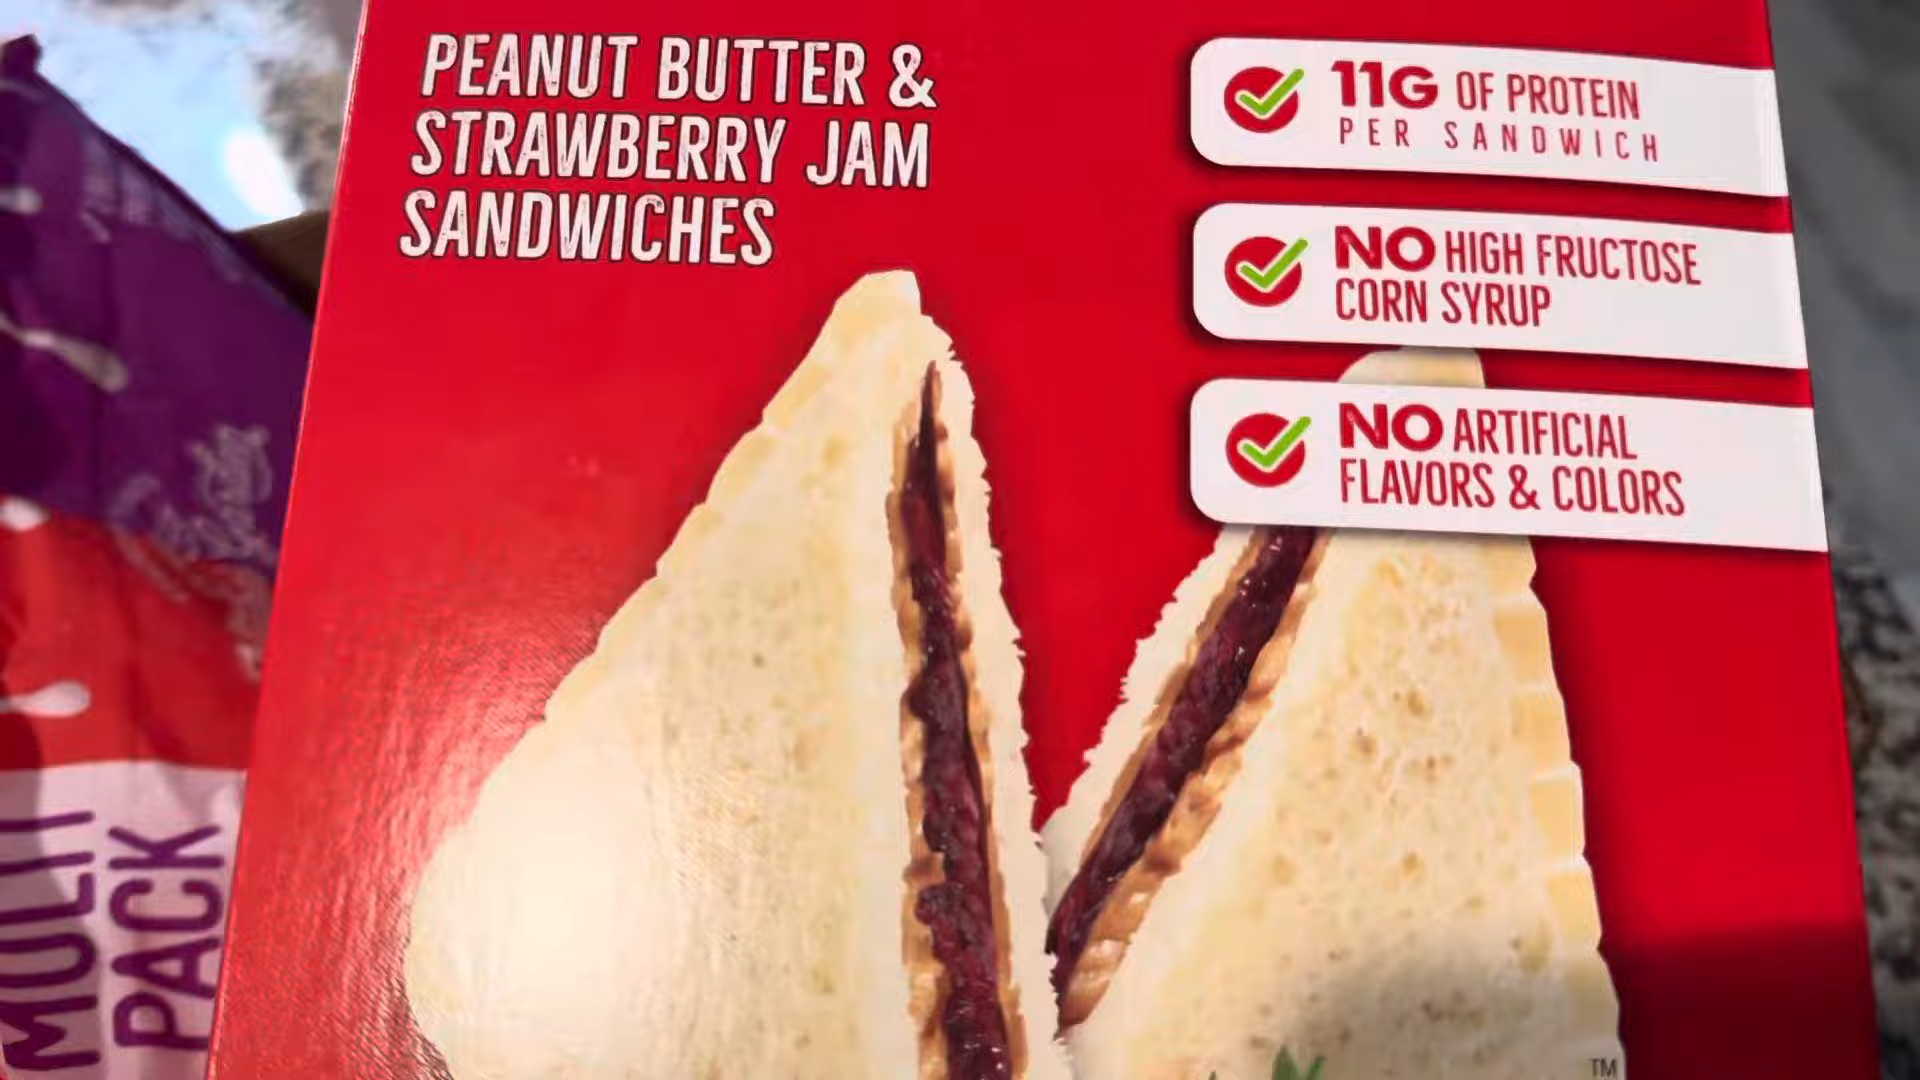 PEANUT BUTTER &
STRAWBERRY JAM
SANDWICHES
11G OF PROTEIN
PER SANDWICH
NO HIGH FRUCTOSE
CORN SYRUP
NO ARTIFICIAL
FLAVORS & COLORS
MULTI
PACK
TM